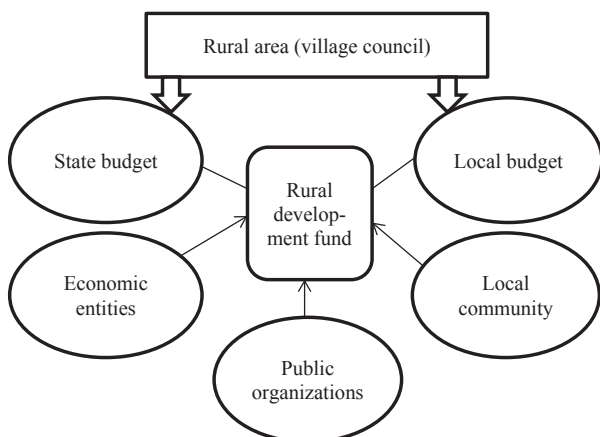 Rural area (village council)
State budget
Local budget
Rural
develop-
ment fund
Economic
entities
Local
community
Public
organizations